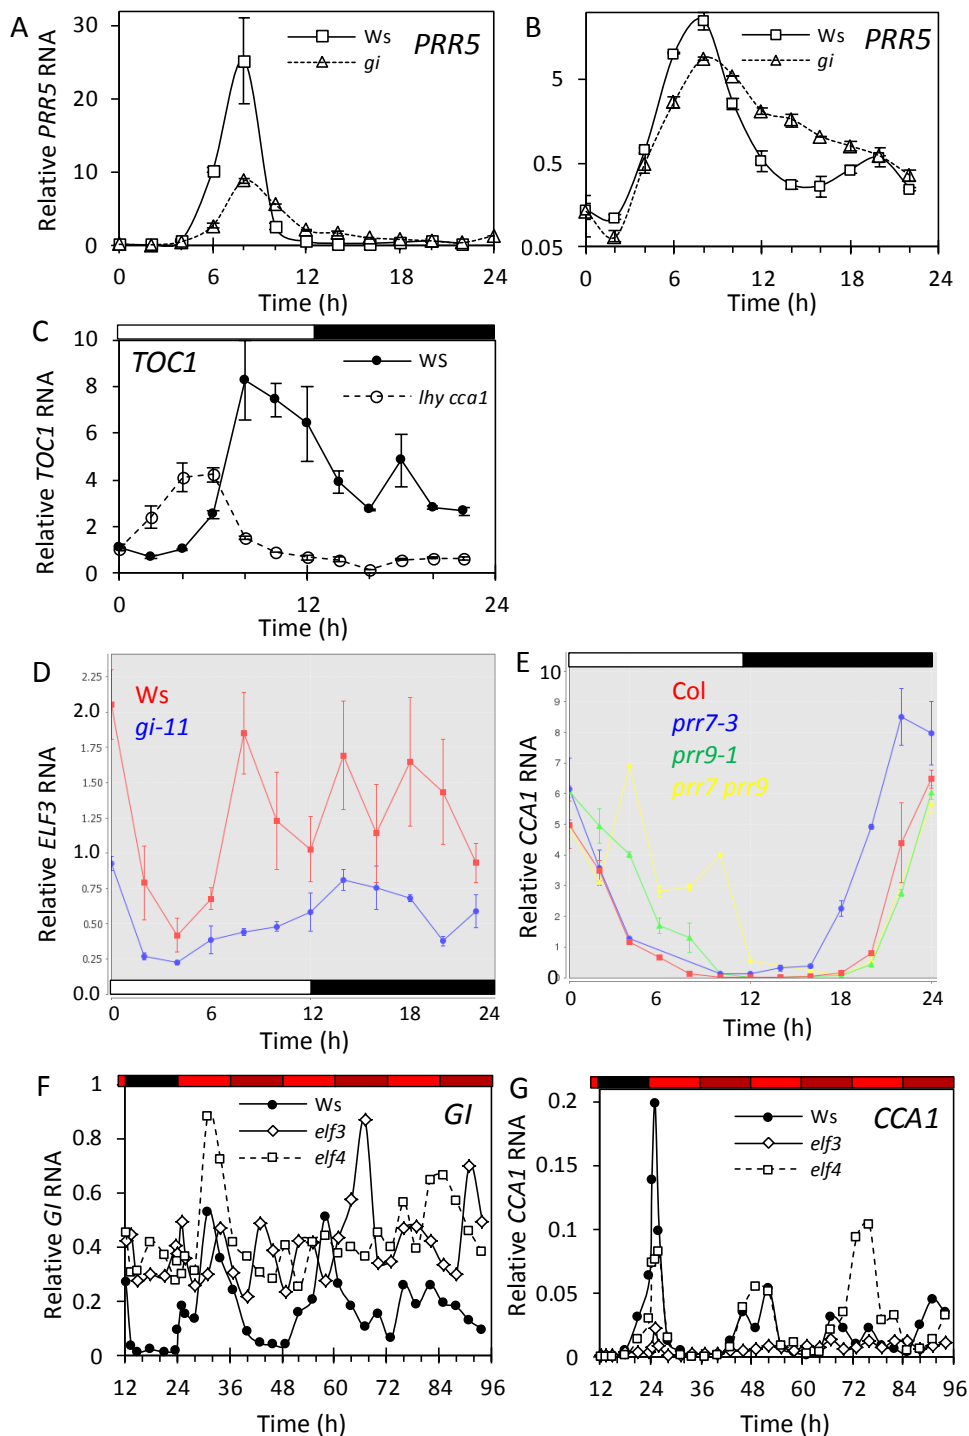 A
Relative PRR5 RNA
30
20
10
0
Ws
gi
PRR5
0
6
12
18
24
Time (h)
B
5
0.5
0.05
Ws
gi
PRR5
0
6
12
18
24
Time (h)
C
Relative TOC1 RNA
10
8
6
4
2
0
TOC1
WS
lhy cca1
0
12
24
Time (h)
D
Relative ELF3 RNA
2.25
2.0
1.75
1.50
1.25
1.0
0.75
0.50
0.25
0.0
Ws
gi-11
0
6
12
18
24
Time (h)
E
Relative CCA1 RNA
10
9
8
7
6
5
4
3
2
1
0
Col
prr7-3
prr9-1
prr7 prr9
0
6
12
18
24
Time (h)
F
Relative GI RNA
1
0.8
0.6
0.4
0.2
0
Ws
elf3
elf4
GI
12
24
36
48
60
72
84
96
Time (h)
G
Relative CCA1 RNA
0.2
0.15
0.1
0.05
0
Ws
elf3
elf4
CCA1
12
24
36
48
60
72
84
96
Time (h)